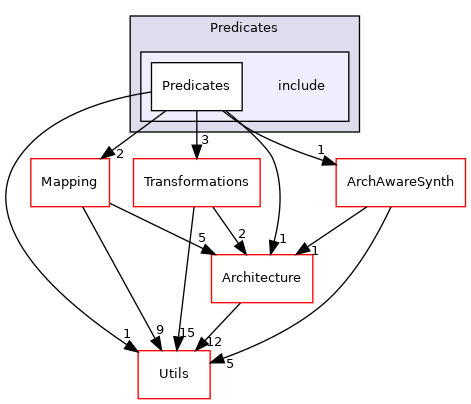 Predicates
Predicates include
2 3 1
Mapping Transformations ArchAwareSynth
5 2 1 1
Architecture
1 9 15 12 5
Utils